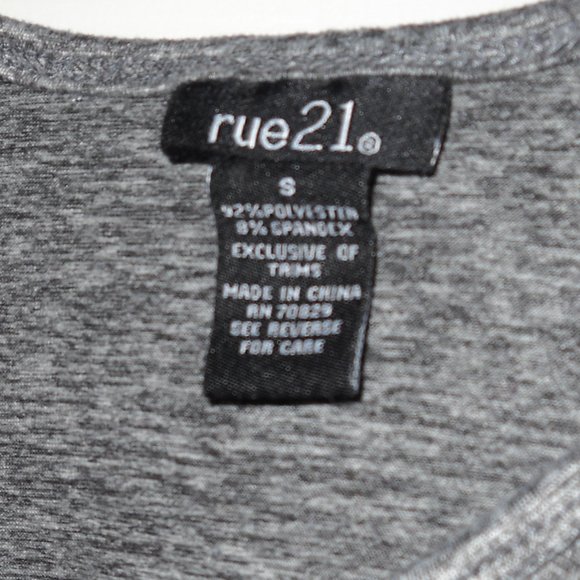 rue21®
S
92% POLYESTER
8% SPANDEX
EXCLUSIVE OF
TRIMS
MADE IN CHINA
RN 70829
SEE REVERSE
FOR CARE